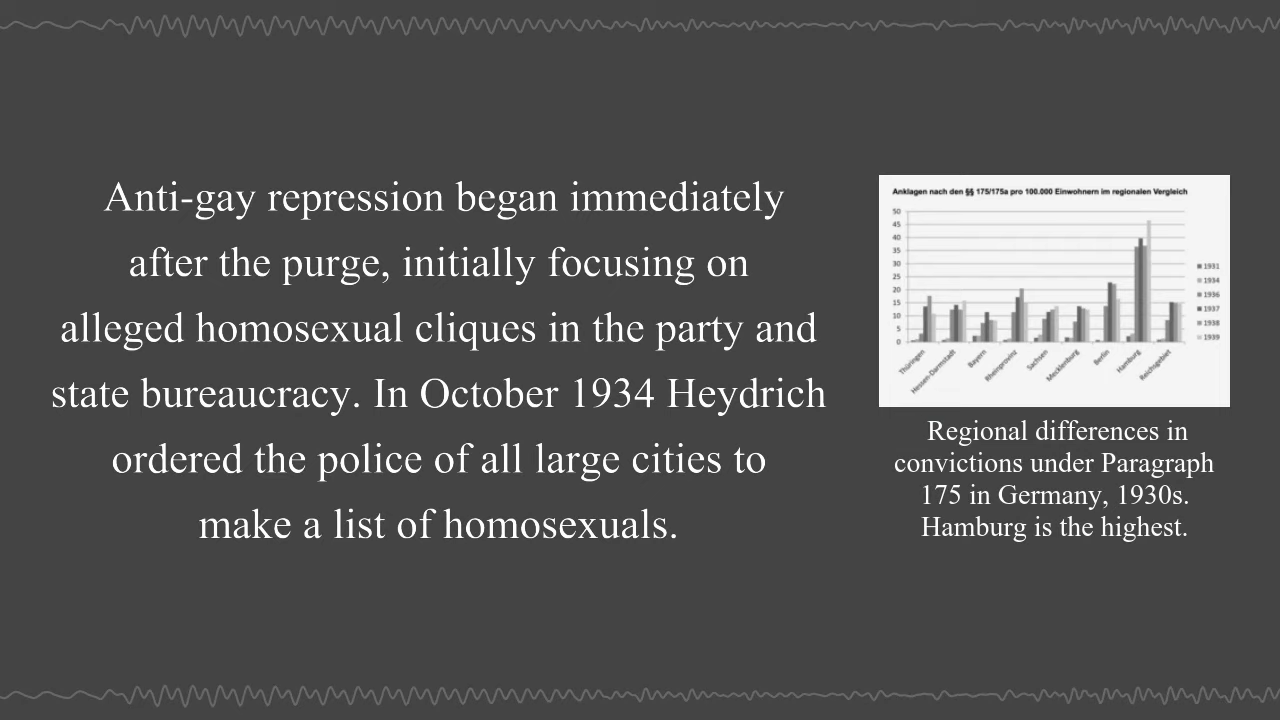 Anti-gay repression began immediately
after the purge, initially focusing on
alleged homosexual cliques in the party and
state bureaucracy. In October 1934 Heydrich
ordered the police of all large cities to
make a list of homosexuals.
Anklagen nach den §§ 175/175a pro 100.000 Einwohnern im regionalen Vergleich
50
45
40
35
30
25
20
15
10
5
0
Thüringen
Hessen-Darmstadt
Bayern
Rheinprovinz
Sachsen
Mecklenburg
Berlin
Hamburg
Reichsgebiet
1931
1934
1936
1937
1938
1939
Regional differences in
convictions under Paragraph
175 in Germany, 1930s.
Hamburg is the highest.